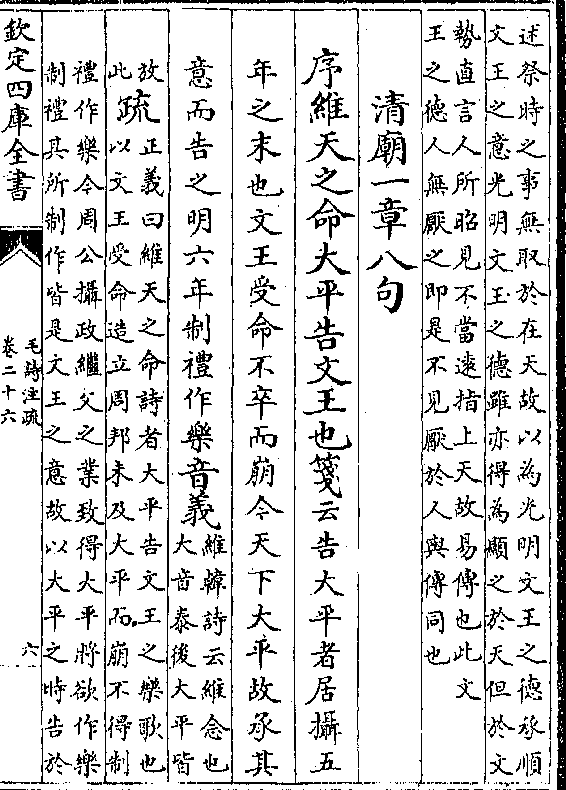 述祭時之事無取於在天故以為光明文王之德承順
文王之意光明文王之德雖亦得為顯之於天但於文
勢直言人所昭見不當遠指上天故易傳也此文
王之德人無厭之即是不見厭於人與傳同也
清廟一章八句
序維天之命大平告文王也箋云告大平者居攝五
年之末也文王受命不卒而崩今天下大平故承其
意而告之明六年制禮作樂音義
維韓詩云維念也
大音泰後大平皆
放
此
疏
正義曰維天之命詩者大平告文王之樂歌也
以文王受命造立周邦未及大平而崩不得制
禮作樂今周公攝政繼父之業致得大平將欲作樂
制禮其所制作皆是文王之意故以大平之時告於
欽定四庫全書
毛詩注疏
卷二十六
六